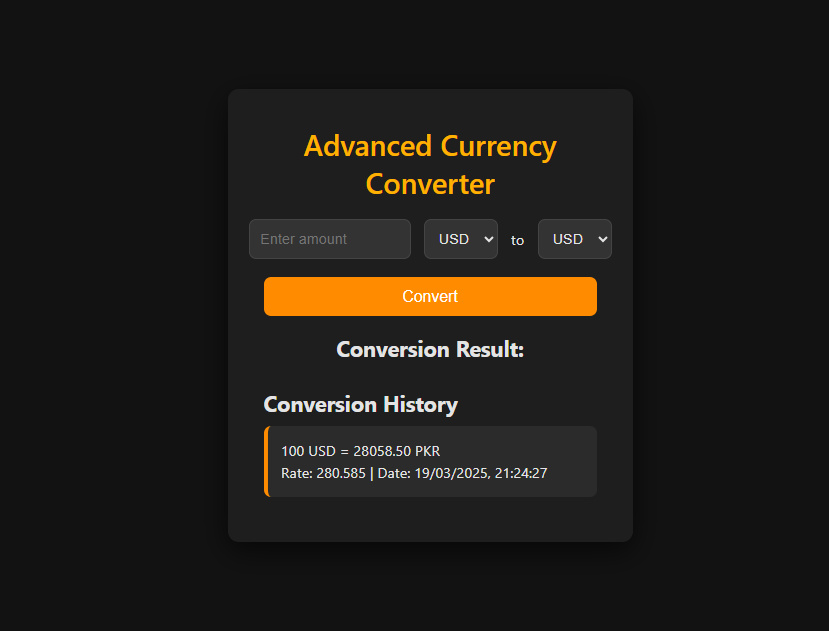 Advanced Currency
Converter
Enter amount USD to USD
Convert
Conversion Result:
Conversion History
100 USD = 28058.50 PKR
Rate: 280.585 | Date: 19/03/2025, 21:24:27